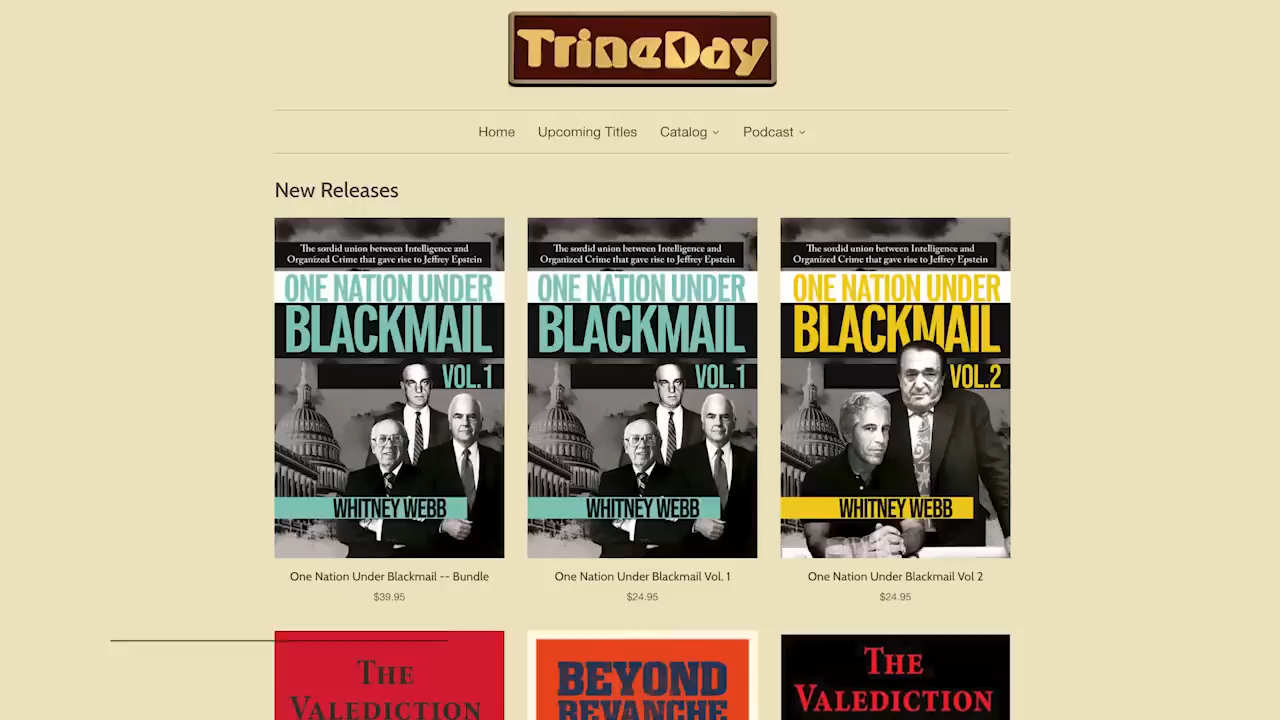 TrineDay
Home Upcoming Titles Catalog Podcast
New Releases
The sordid union between Intelligence and
Organized Crime that gave rise to Jeffrey Epstein
ONE NATION UNDER
BLACKMAIL
VOL.1
WHITNEY WEBB
The sordid union between Intelligence and
Organized Crime that gave rise to Jeffrey Epstein
ONE NATION UNDER
BLACKMAIL
VOL.1
WHITNEY WEBB
The sordid union between Intelligence and
Organized Crime that gave rise to Jeffrey Epstein
ONE NATION UNDER
BLACKMAIL
VOL.2
WHITNEY WEBB
One Nation Under Blackmail -- Bundle
$39.95
One Nation Under Blackmail Vol. 1
$24.95
One Nation Under Blackmail Vol 2
$24.95
THE
VALEDICTION
BEYOND
REVANCHE
THE
VALEDICTION